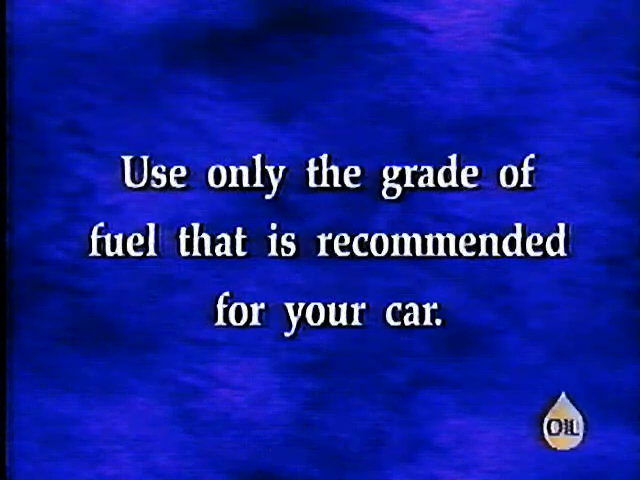 Use only the grade of
fuel that is recommended
for your car.
OIL